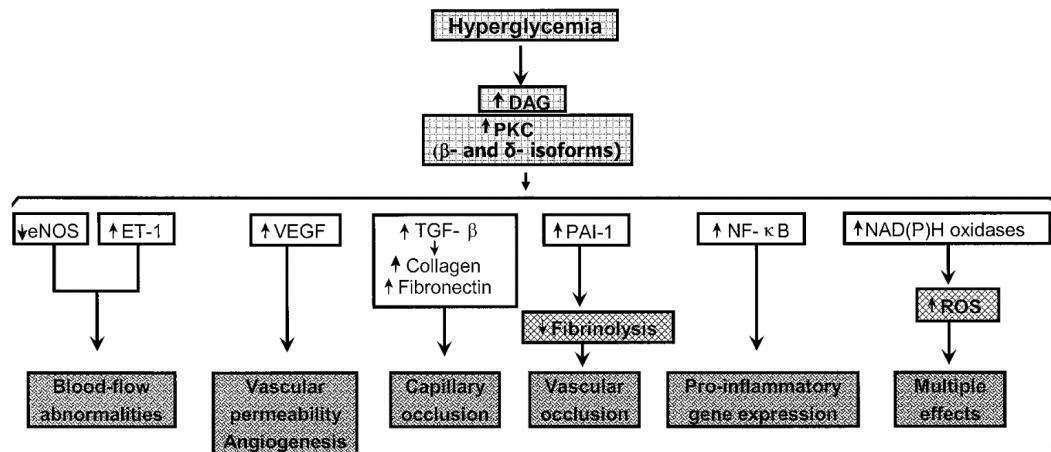 Hyperglycemia
↑ DAG
↑ PKC
(β- and δ- isoforms)
↓eNOS
↑ET-1
↑VEGF
↑ TGF- β
↓
↑ Collagen
↑ Fibronectin
↑PAI-1
↑ NF- κB
↑NAD(P)H oxidases
↓ Fibrinolysis
↑ ROS
Blood-flow
abnormalities
Vascular
permeability
Angiogenesis
Capillary
occlusion
Vascular
occlusion
Pro-inflammatory
gene expression
Multiple
effects